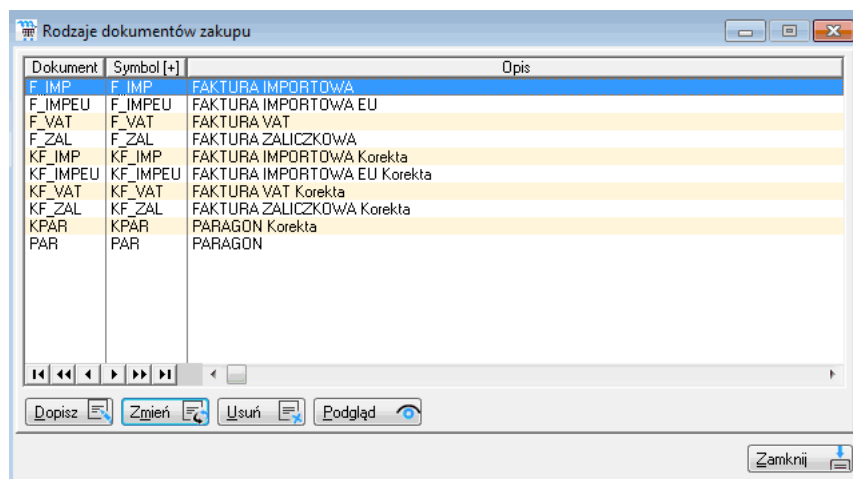 Rodzaje dokumentów zakupu
Dokument Symbol [+] Opis
F_IMP F_IMP FAKTURA IMPORTOWA
F_IMPEU F_IMPEU FAKTURA IMPORTOWA EU
F_VAT F_VAT FAKTURA VAT
F_ZAL F_ZAL FAKTURA ZALICZKOWA
KF_IMP KF_IMP FAKTURA IMPORTOWA Korekta
KF_IMPEU KF_IMPEU FAKTURA IMPORTOWA EU Korekta
KF_VAT KF_VAT FAKTURA VAT Korekta
KF_ZAL KF_ZAL FAKTURA ZALICZKOWA Korekta
KPAR KPAR PARAGON Korekta
PAR PAR PARAGON
Dopisz Zmień Usuń Podgląd
Zamknij